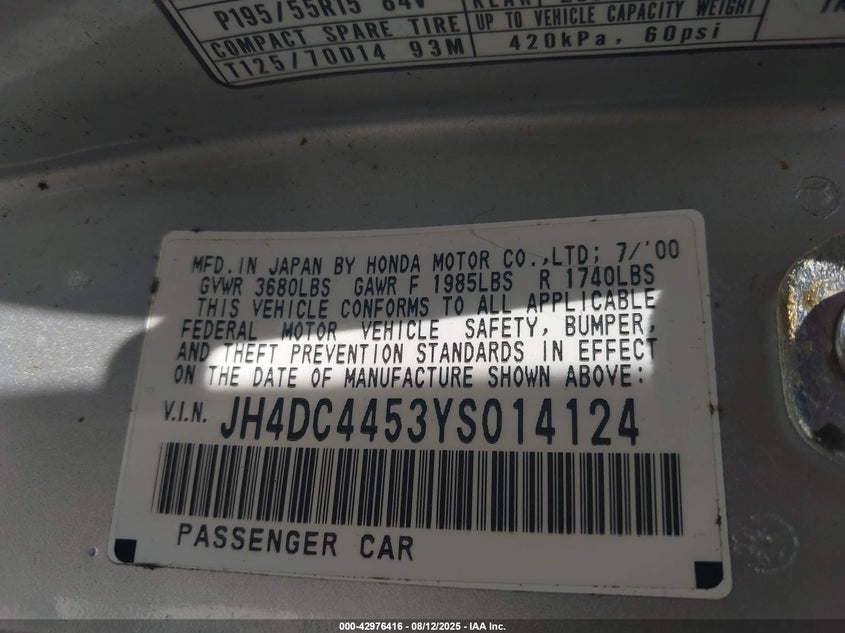 P195/55R15 84V
REAR
COMPACT SPARE TIRE
UP TO VEHICLE CAPACITY WEIGHT
T125/70D14 93M
420kPa, 60psi
MFD. IN JAPAN BY HONDA MOTOR CO., LTD; 7/'00
GVWR 3680LBS GAWR F 1985LBS R 1740LBS
THIS VEHICLE CONFORMS TO ALL APPLICABLE
FEDERAL MOTOR VEHICLE SAFETY, BUMPER,
AND THEFT PREVENTION STANDARDS IN EFFECT
ON THE DATE OF MANUFACTURE SHOWN ABOVE:
V.I.N. JH4DC4453YS014124
PASSENGER CAR
000-42976416 - 08/12/2025 - IAA Inc.